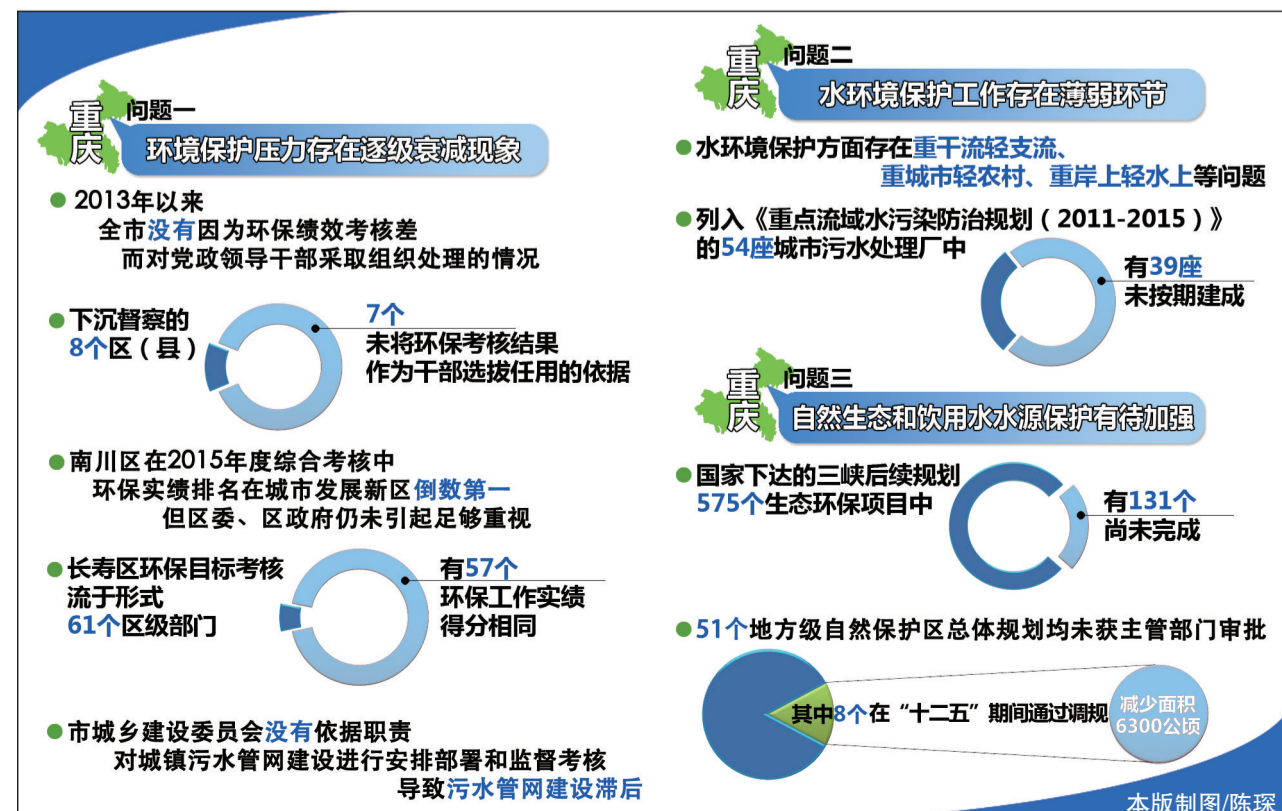 重庆
问题一
环境保护压力存在逐级衰减现象
2013年以来
全市没有因为环保绩效考核差
而对党政领导干部采取组织处理的情况
下沉督察的
8个区（县）
7个
未将环保考核结果
作为干部选拔任用的依据
南川区在2015年度综合考核中
环保实绩排名在城市发展新区倒数第一
但区委、区政府仍未引起足够重视
长寿区环保目标考核
流于形式
61个区级部门
有57个
环保工作实绩
得分相同
市城乡建设委员会没有依据职责
对城镇污水管网建设进行安排部署和监督考核
导致污水管网建设滞后
重庆
问题二
水环境保护工作存在薄弱环节
水环境保护方面存在重干流轻支流、
重城市轻农村、重岸上轻水上等问题
列入《重点流域水污染防治规划（2011-2015）》
的54座城市污水处理厂中
有39座
未按期建成
重庆
问题三
自然生态和饮用水水源保护有待加强
国家下达的三峡后续规划
575个生态环保项目中
有131个
尚未完成
51个地方级自然保护区总体规划均未获主管部门审批
其中8个在“十二五”期间通过调规
减少面积
6300公顷
本版制图/陈琛